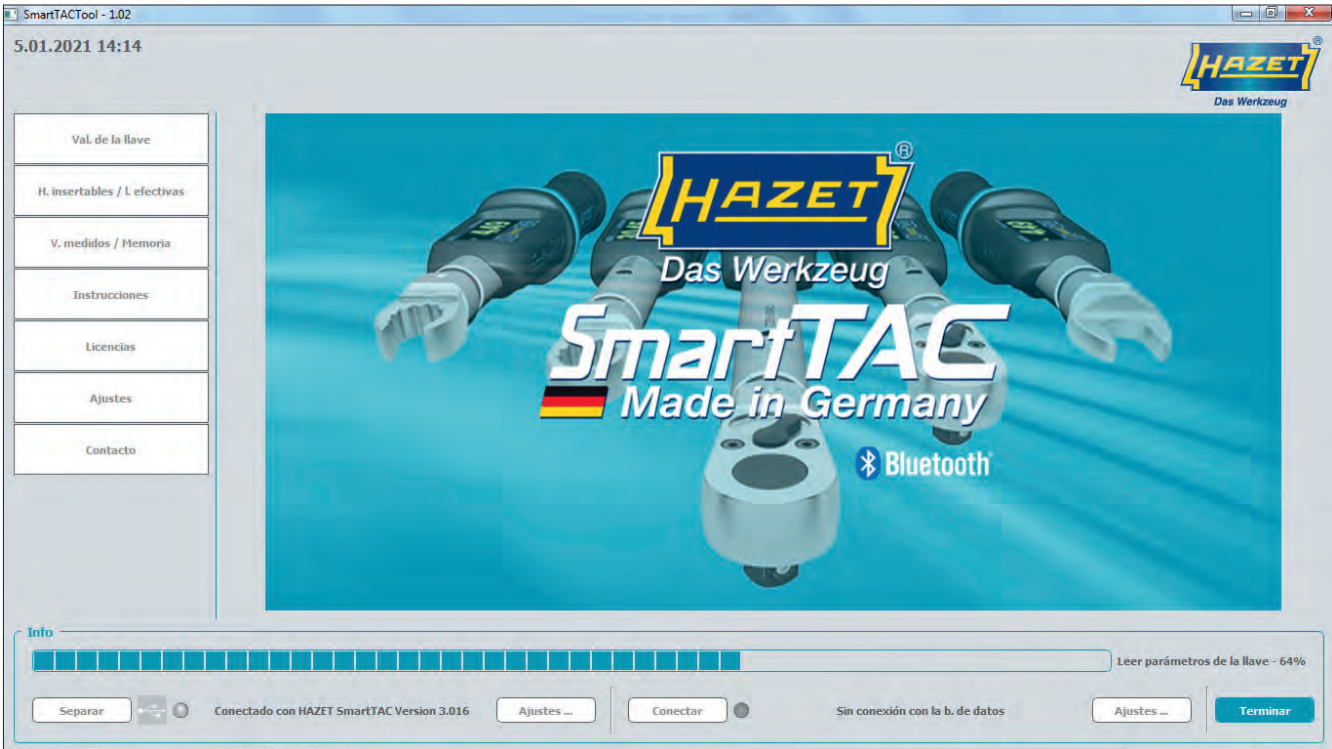 SmartTACTool - 1.02
5.01.2021 14:14
HAZET®
Das Werkzeug
Val. de la llave
H. insertables / l. efectivas
V. medidos / Memoria
Instrucciones
Licencias
Ajustes
Contacto
HAZET®
Das Werkzeug
SmartTAC
Made in Germany
Bluetooth
Info
Leer parámetros de la llave - 64%
Separar
Conectado con HAZET SmartTAC Version 3.016
Ajustes ...
Conectar
Sin conexión con la b. de datos
Ajustes ...
Terminar